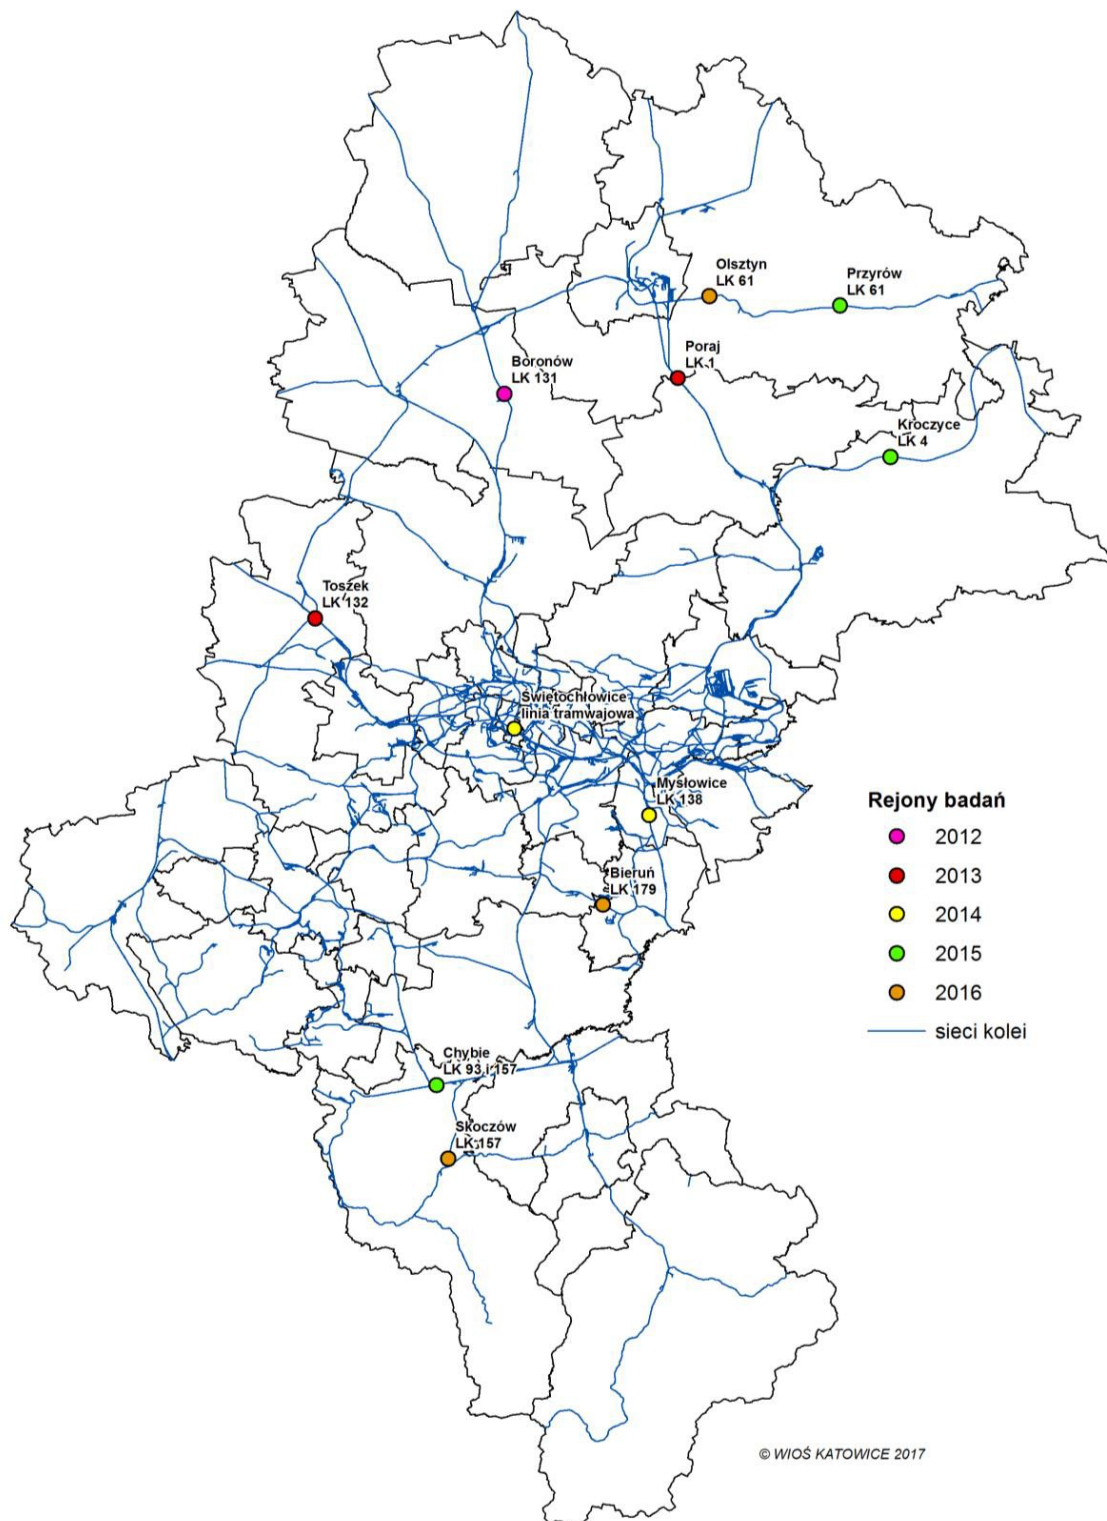 Olsztyn
LK 61
Przyrów
LK 61
Poraj
LK 1
Boronów
LK 131
Kroczyce
LK 4
Toszek
LK 132
Świętochłowice
linia tramwajowa
Mysłowice
LK 138
Rejony badań
2012
2013
2014
2015
2016
sieci kolei
Bieruń
LK 179
Chybie
LK 93 i 157
Skoczów
LK 157
© WIOŚ KATOWICE 2017